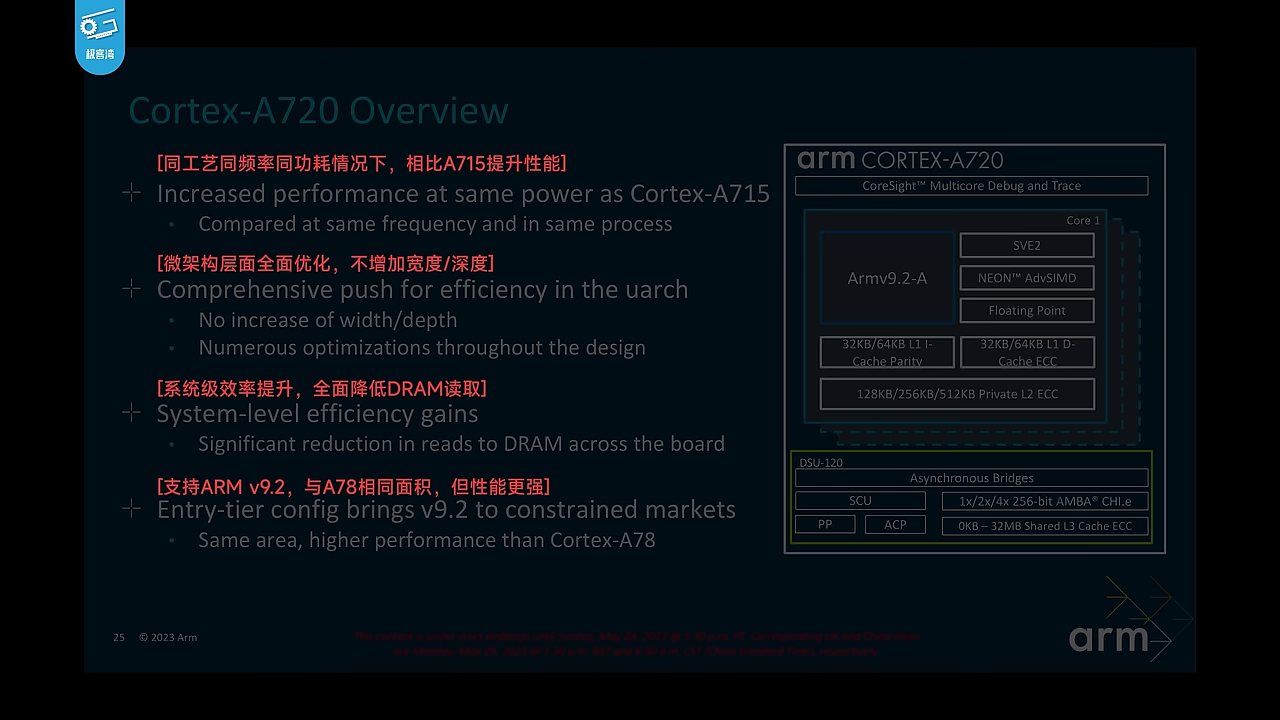 极客湾
Cortex-A720 Overview
[同工艺同频率同功耗情况下，相比A715提升性能]
Increased performance at same power as Cortex-A715
Compared at same frequency and in same process
[微架构层面全面优化，不增加宽度/深度]
Comprehensive push for efficiency in the uarch
No increase of width/depth
Numerous optimizations throughout the design
[系统级效率提升，全面降低DRAM读取]
System-level efficiency gains
Significant reduction in reads to DRAM across the board
[支持ARM v9.2，与A78相同面积，但性能更强]
Entry-tier config brings v9.2 to constrained markets
Same area, higher performance than Cortex-A78
arm CORTEX-A720
CoreSight™ Multicore Debug and Trace
Core 1
Armv9.2-A
SVE2
NEON™ AdvSIMD
Floating Point
32KB/64KB L1 I-
Cache Parity
32KB/64KB L1 D-
Cache ECC
128KB/256KB/512KB Private L2 ECC
DSU-120
Asynchronous Bridges
SCU
1x/2x/4x 256-bit AMBA® CHI.e
PP
ACP
0KB – 32MB Shared L3 Cache ECC
25 © 2023 Arm
arm